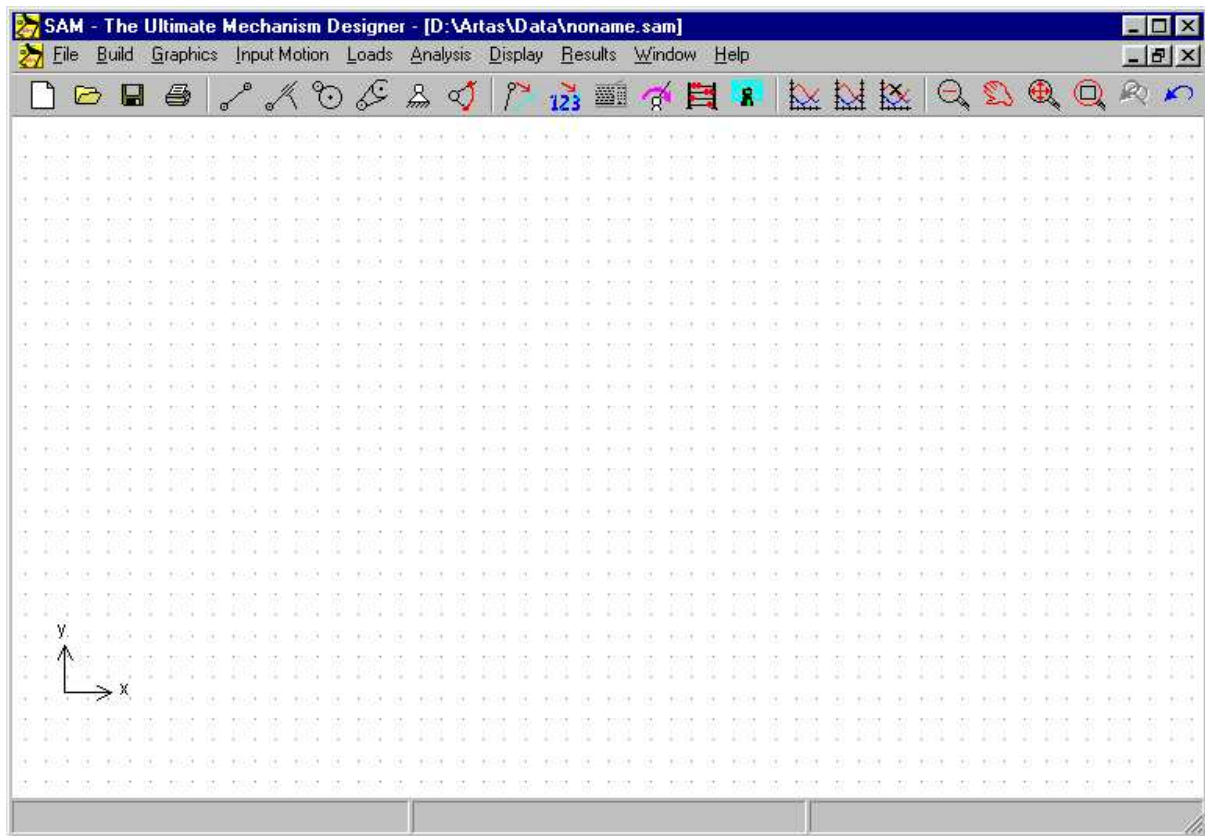 SAM - The Ultimate Mechanism Designer - [D:\Artas\Data\noname.sam]
File Build Graphics Input Motion Loads Analysis Display Results Window Help
123
y
x